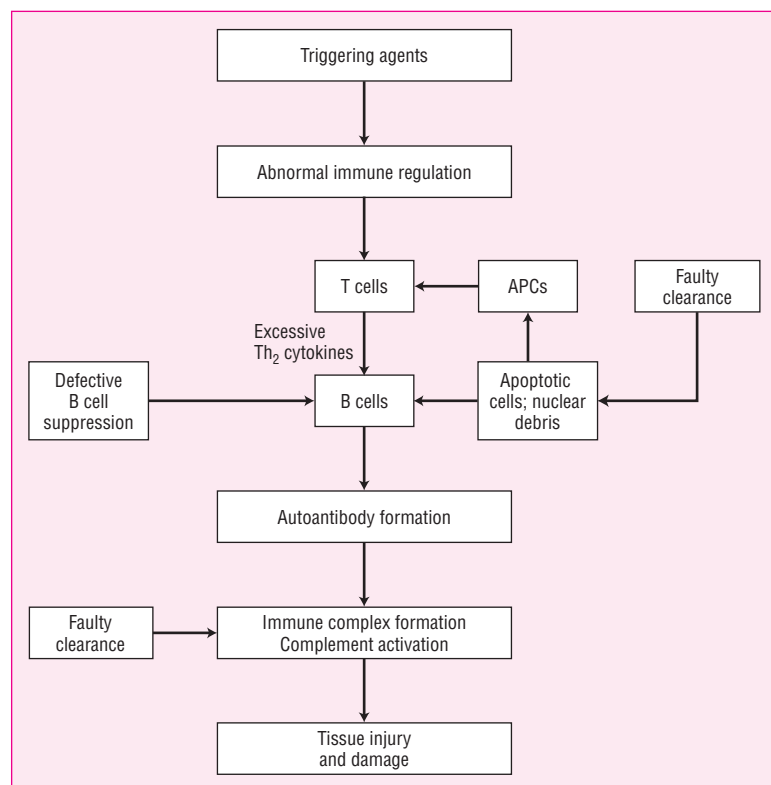 Triggering agents
Abnormal immune regulation
T cells
APCs
Faulty
clearance
Excessive
Th₂ cytokines
Defective
B cell
suppression
B cells
Apoptotic
cells; nuclear
debris
Autoantibody formation
Faulty
clearance
Immune complex formation
Complement activation
Tissue injury
and damage